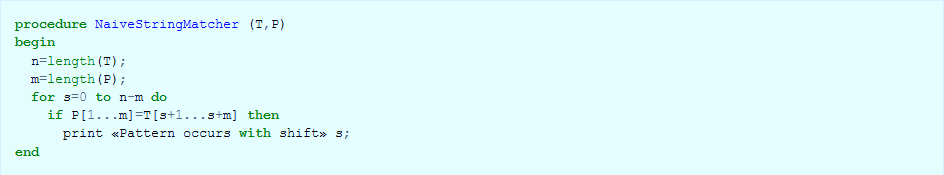 procedure NaiveStringMatcher (T,P)
begin
  n=length(T);
  m=length(P);
  for s=0 to n-m do
    if P[1...m]=T[s+1...s+m] then
      print «Pattern occurs with shift» s;
end